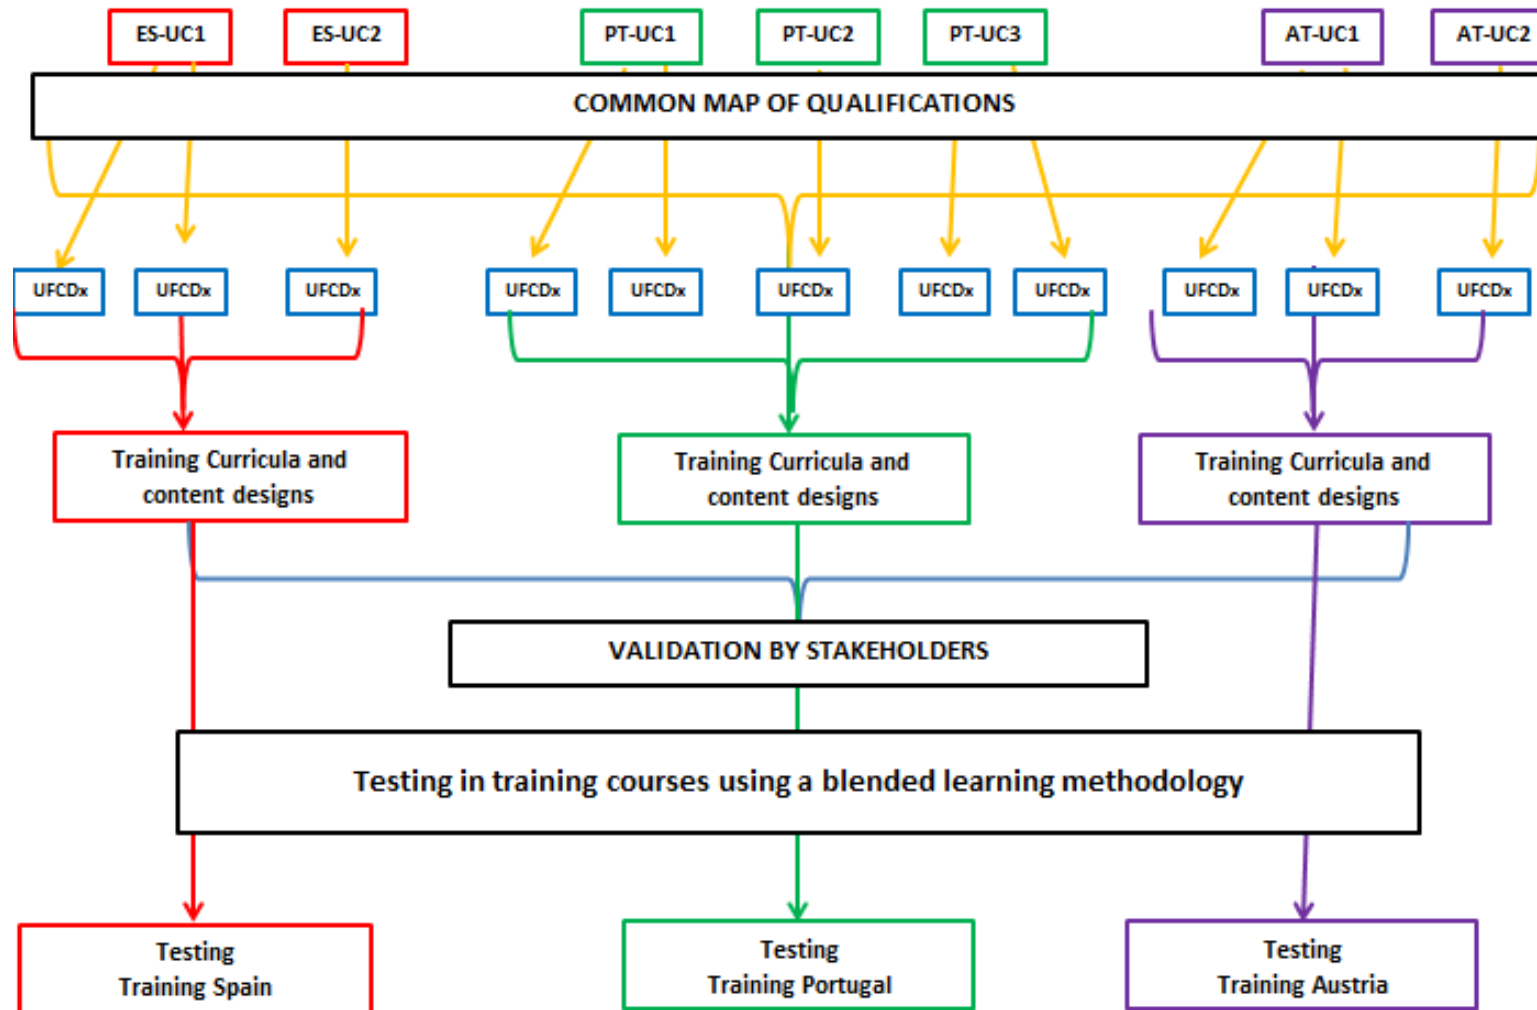 ES-UC1
ES-UC2
PT-UC1
PT-UC2
PT-UC3
AT-UC1
AT-UC2
COMMON MAP OF QUALIFICATIONS
UFCDx
UFCDx
UFCDx
UFCDx
UFCDx
UFCDx
UFCDx
UFCDx
UFCDx
UFCDx
UFCDx
Training Curricula and
content designs
Training Curricula and
content designs
Training Curricula and
content designs
VALIDATION BY STAKEHOLDERS
Testing in training courses using a blended learning methodology
Testing
Training Spain
Testing
Training Portugal
Testing
Training Austria